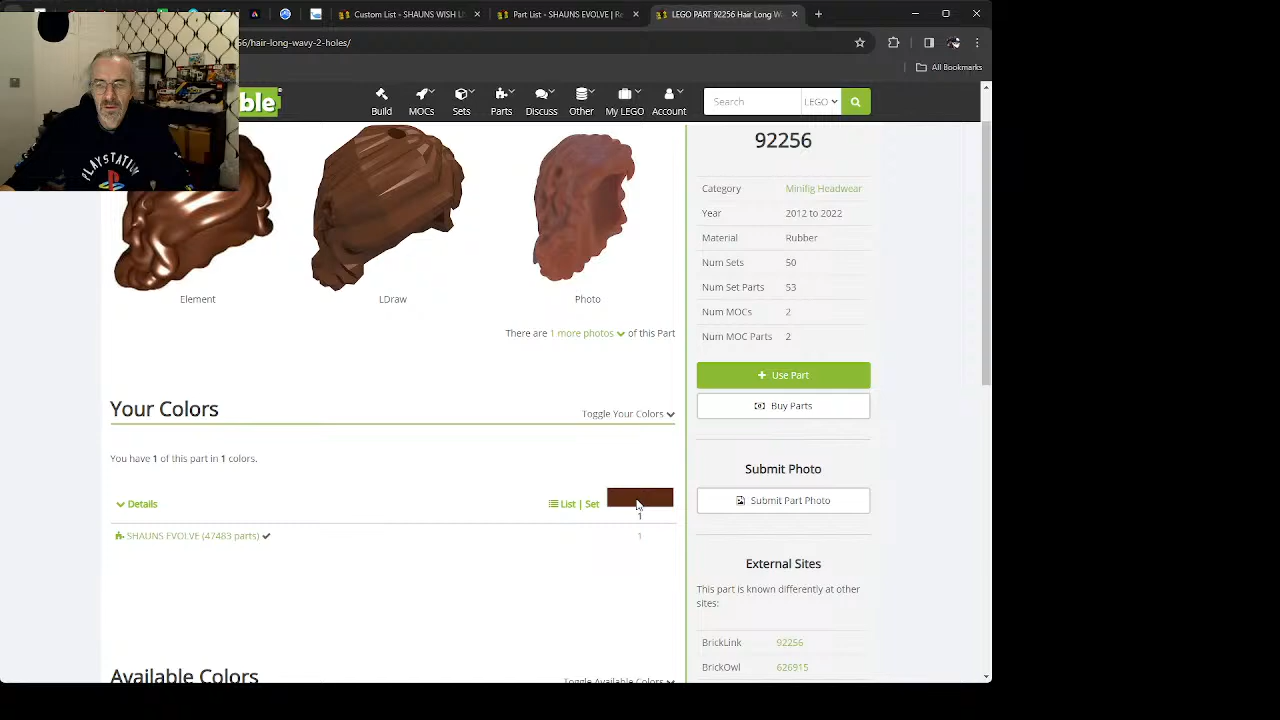 Custom List - SHAUNS WISH L
Part List - SHAUNS EVOLVE | Re
LEGO PART 92256 Hair Long W
56/hair-long-wavy-2-holes/
All Bookmarks
ble
Build
MOCs
Sets
Parts
Discuss
Other
My LEGO
Account
Search
LEGO
PLAYSTATION
Element
LDraw
Photo
There are 1 more photos of this Part
Your Colors
Toggle Your Colors
You have 1 of this part in 1 colors.
Details
List | Set
1
SHAUNS EVOLVE (47483 parts)
1
Available Colors
Toggle Available Colors
92256
Category Minifig Headwear
Year 2012 to 2022
Material Rubber
Num Sets 50
Num Set Parts 53
Num MOCs 2
Num MOC Parts 2
Use Part
Buy Parts
Submit Photo
Submit Part Photo
External Sites
This part is known differently at other
sites:
BrickLink 92256
BrickOwl 626915